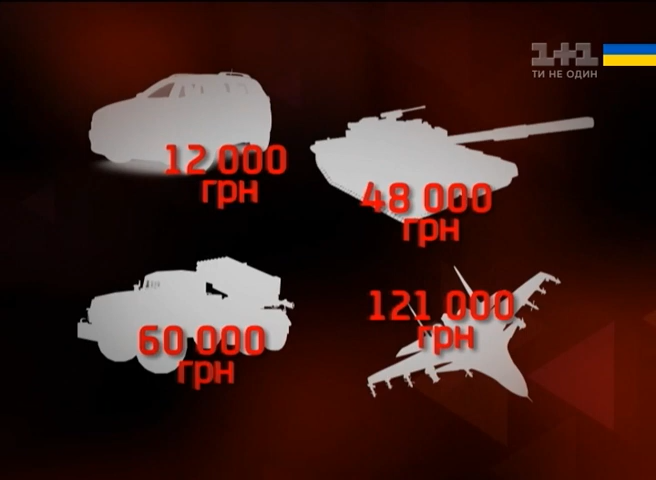 1+1
ТИ НЕ ОДИН
12 000
грн
48 000
грн
60 000
грн
121 000
грн